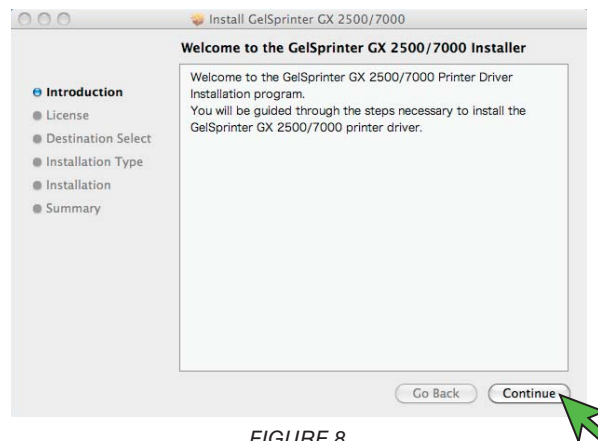 Install GelSprinter GX 2500/7000
Welcome to the GelSprinter GX 2500/7000 Installer
Introduction
License
Destination Select
Installation Type
Installation
Summary
Welcome to the GelSprinter GX 2500/7000 Printer Driver
Installation program.
You will be guided through the steps necessary to install the
GelSprinter GX 2500/7000 printer driver.
Go Back
Continue
FIGURE 8